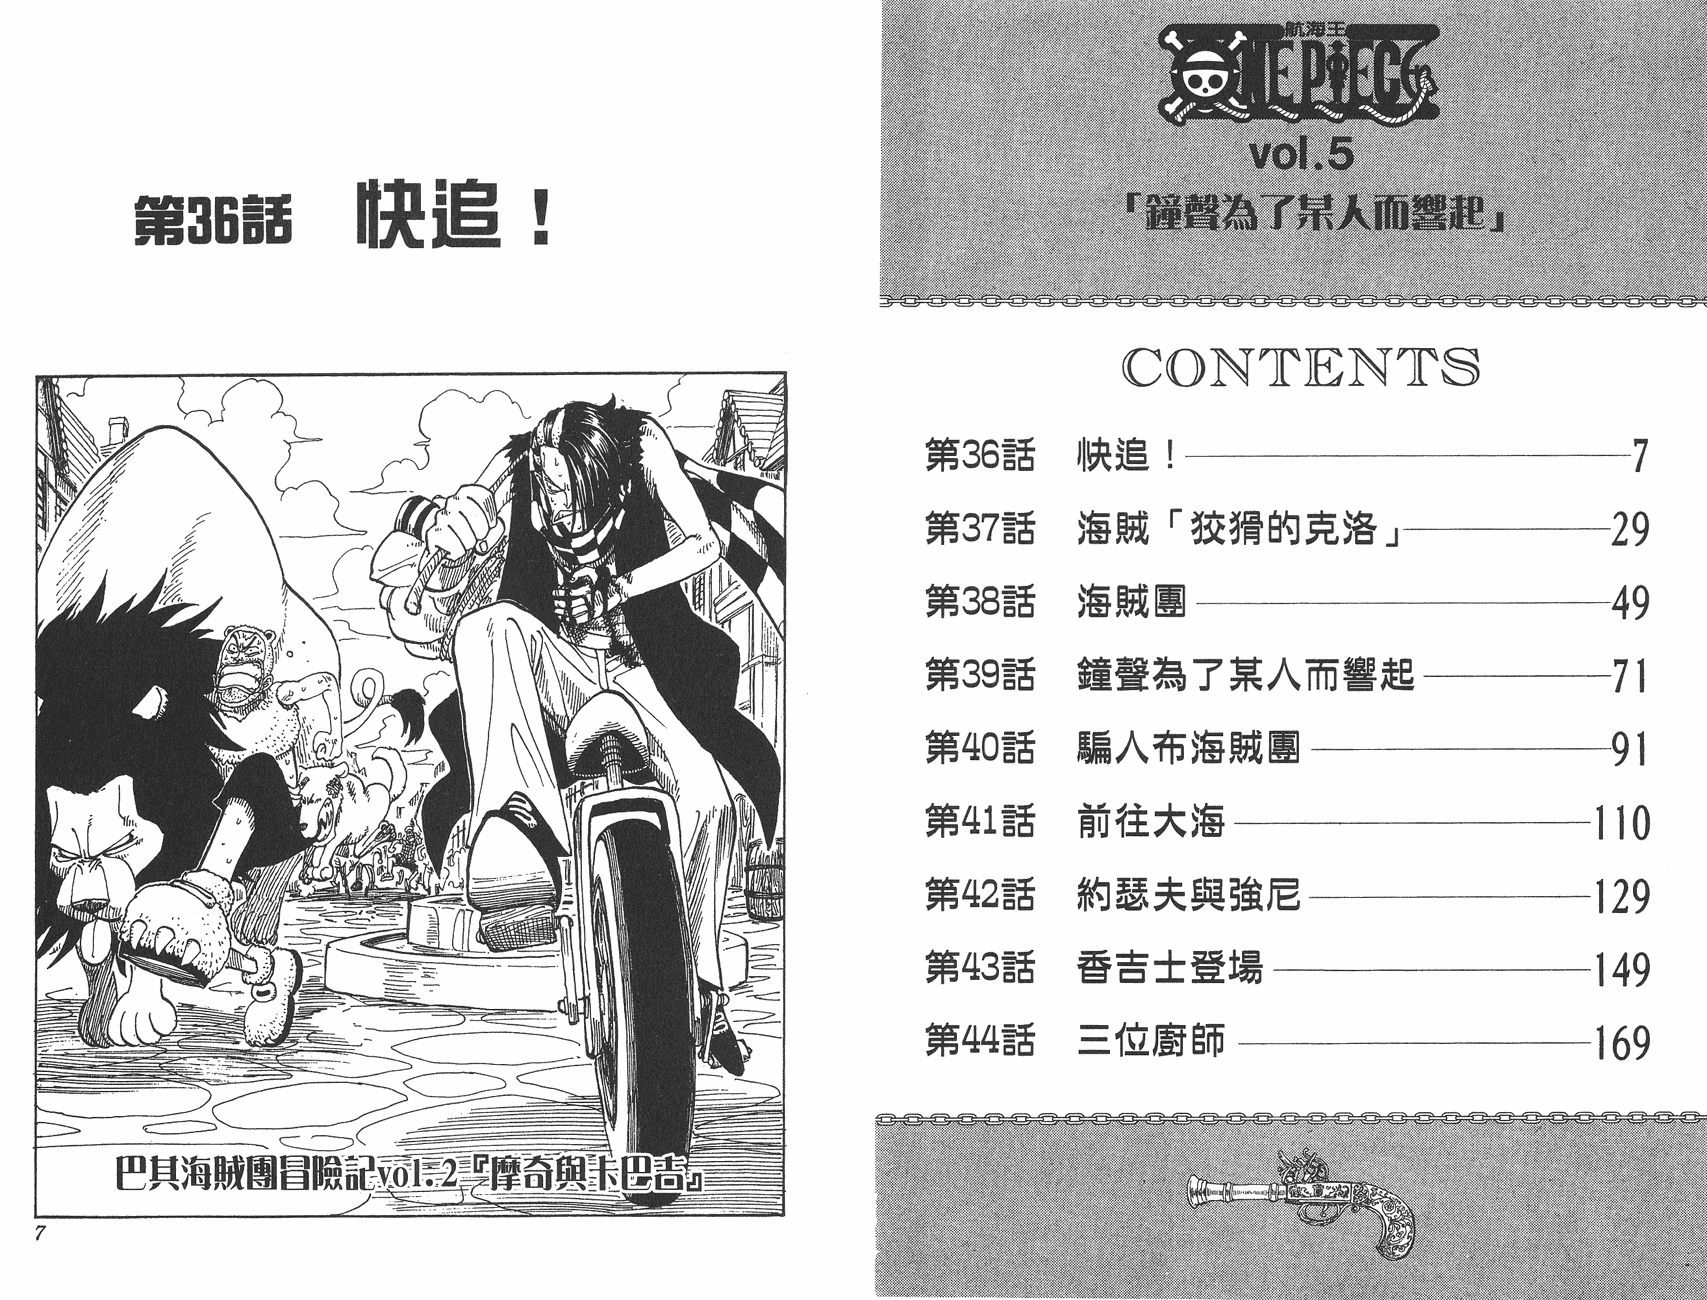 航海王
ONE PIECE
vol.5
「鐘聲為了某人而響起」
CONTENTS
第36話 快追！ 7
第37話 海賊「狡猾的克洛」 29
第38話 海賊團 49
第39話 鐘聲為了某人而響起 71
第40話 騙人布海賊團 91
第41話 前往大海 110
第42話 約瑟夫與強尼 129
第43話 香吉士登場 149
第44話 三位廚師 169
第36話 快追！
巴其海賊團冒險記vol.2『摩奇與卡巴吉』
7